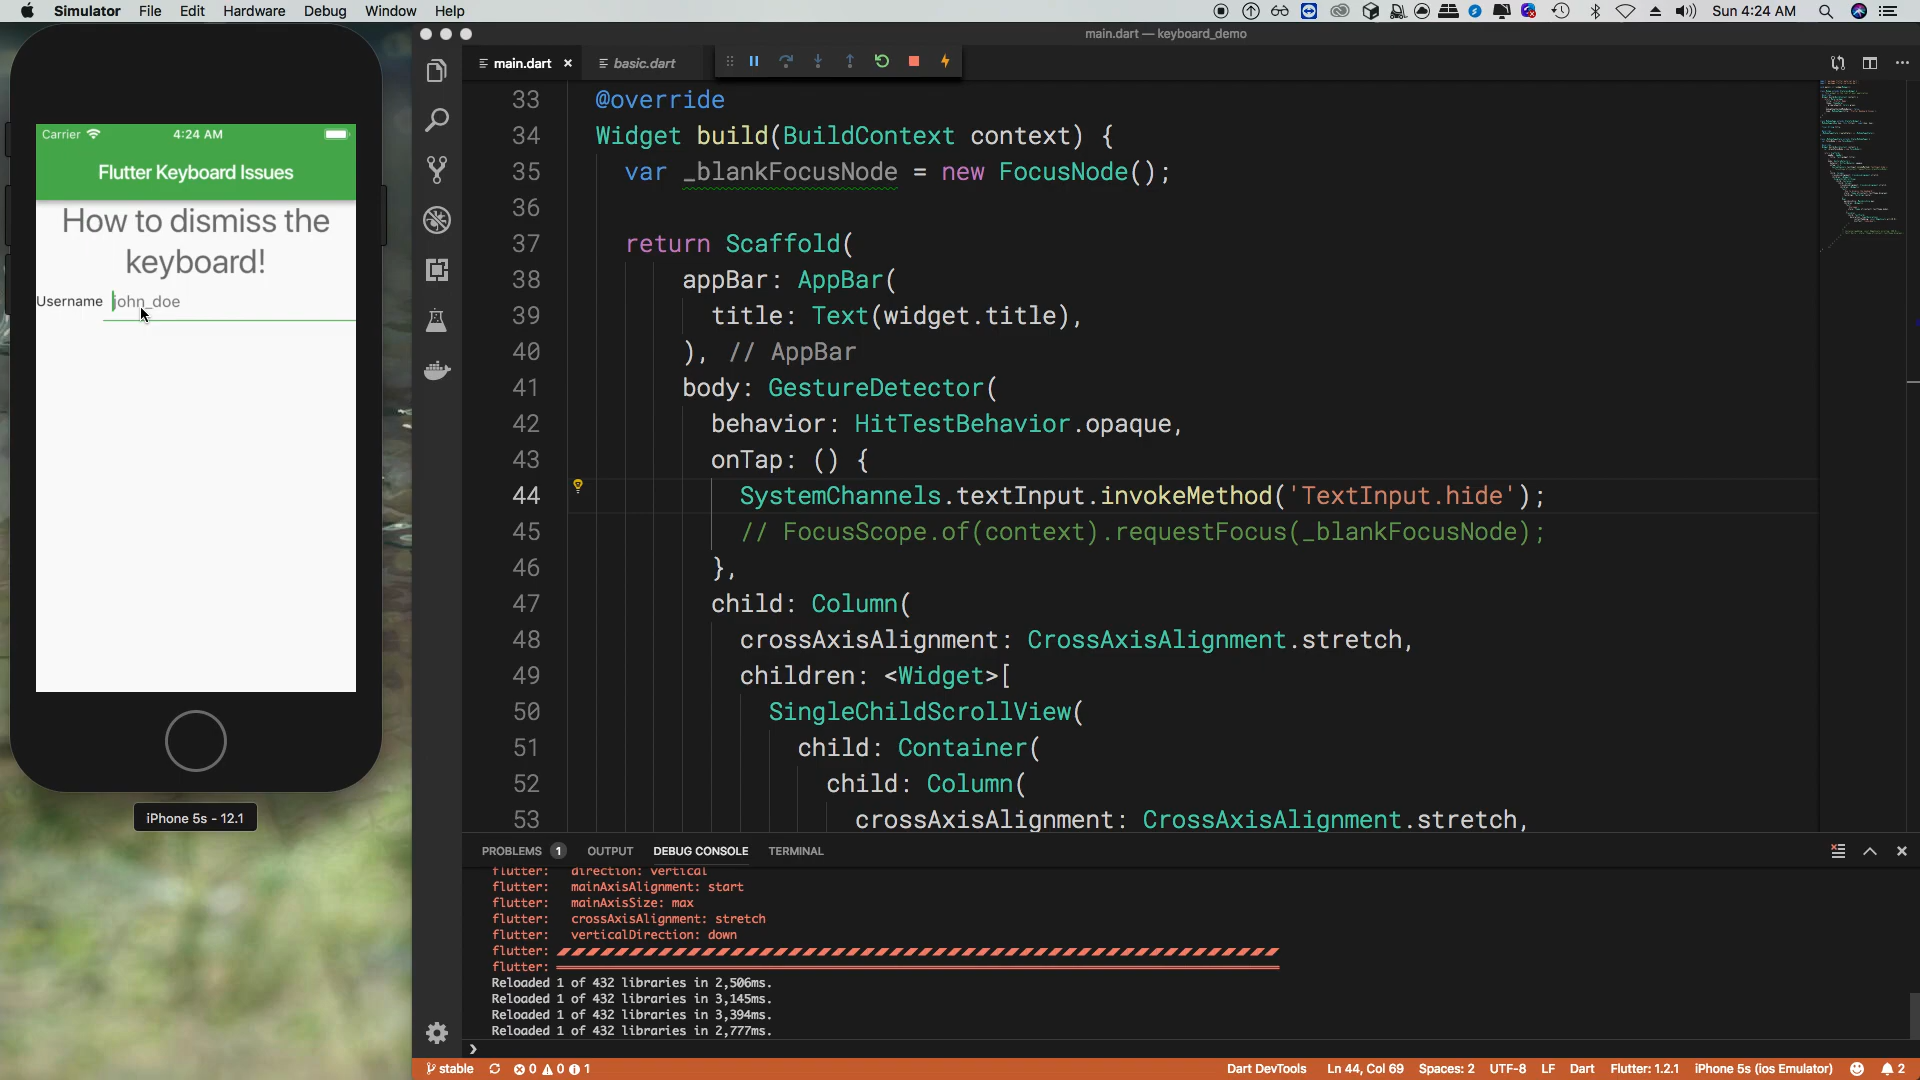 Simulator File Edit Hardware Debug Window Help
Sun 4:24 AM
main.dart — keyboard_demo
main.dart
basic.dart
Carrier 4:24 AM
Flutter Keyboard Issues
How to dismiss the
keyboard!
Username john_doe
iPhone 5s - 12.1
33 @override
34 Widget build(BuildContext context) {
35 var _blankFocusNode = new FocusNode();
36
37 return Scaffold(
38 appBar: AppBar(
39 title: Text(widget.title),
40 ), // AppBar
41 body: GestureDetector(
42 behavior: HitTestBehavior.opaque,
43 onTap: () {
44 SystemChannels.textInput.invokeMethod('TextInput.hide');
45 // FocusScope.of(context).requestFocus(_blankFocusNode);
46 },
47 child: Column(
48 crossAxisAlignment: CrossAxisAlignment.stretch,
49 children: <Widget>[
50 SingleChildScrollView(
51 child: Container(
52 child: Column(
53 crossAxisAlignment: CrossAxisAlignment.stretch,
PROBLEMS 1 OUTPUT DEBUG CONSOLE TERMINAL
flutter: direction: vertical
flutter: mainAxisAlignment: start
flutter: mainAxisSize: max
flutter: crossAxisAlignment: stretch
flutter: verticalDirection: down
flutter:
flutter:
Reloaded 1 of 432 libraries in 2,506ms.
Reloaded 1 of 432 libraries in 3,145ms.
Reloaded 1 of 432 libraries in 3,394ms.
Reloaded 1 of 432 libraries in 2,777ms.
stable 0 0 1 Dart DevTools Ln 44, Col 69 Spaces: 2 UTF-8 LF Dart Flutter: 1.2.1 iPhone 5s (ios Emulator) 2